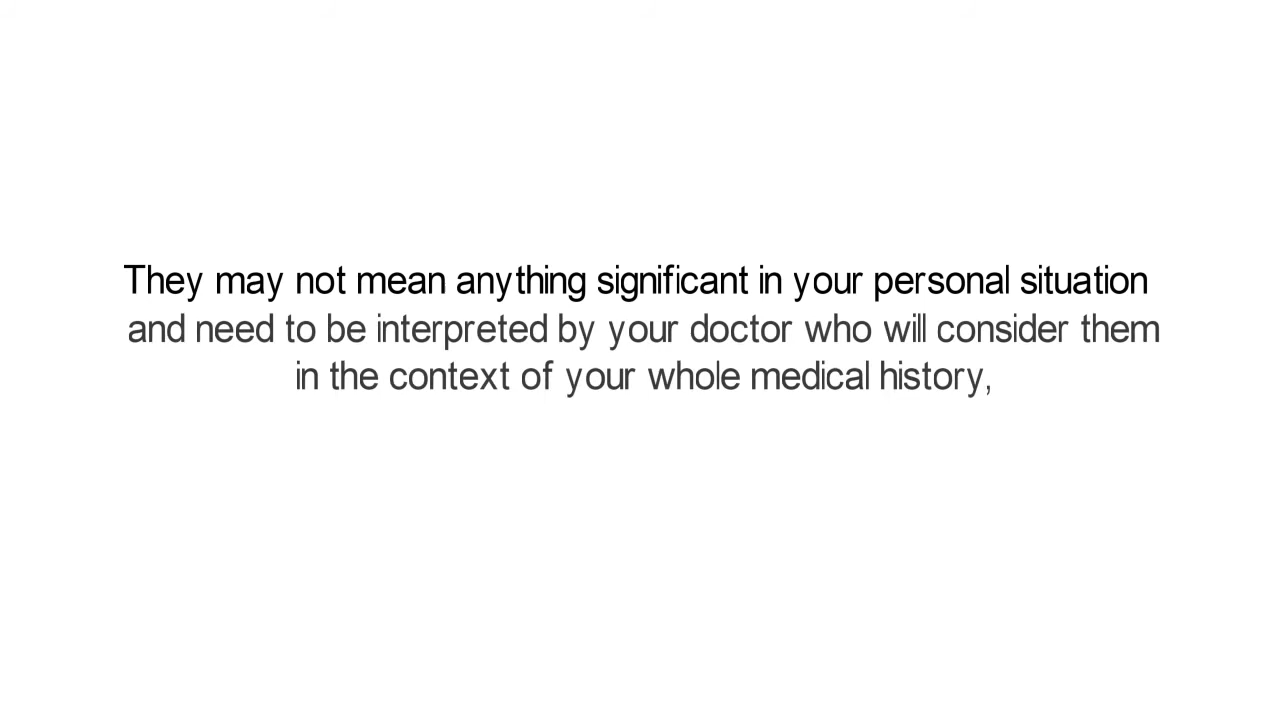 They may not mean anything significant in your personal situation
and need to be interpreted by your doctor who will consider them
in the context of your whole medical history,